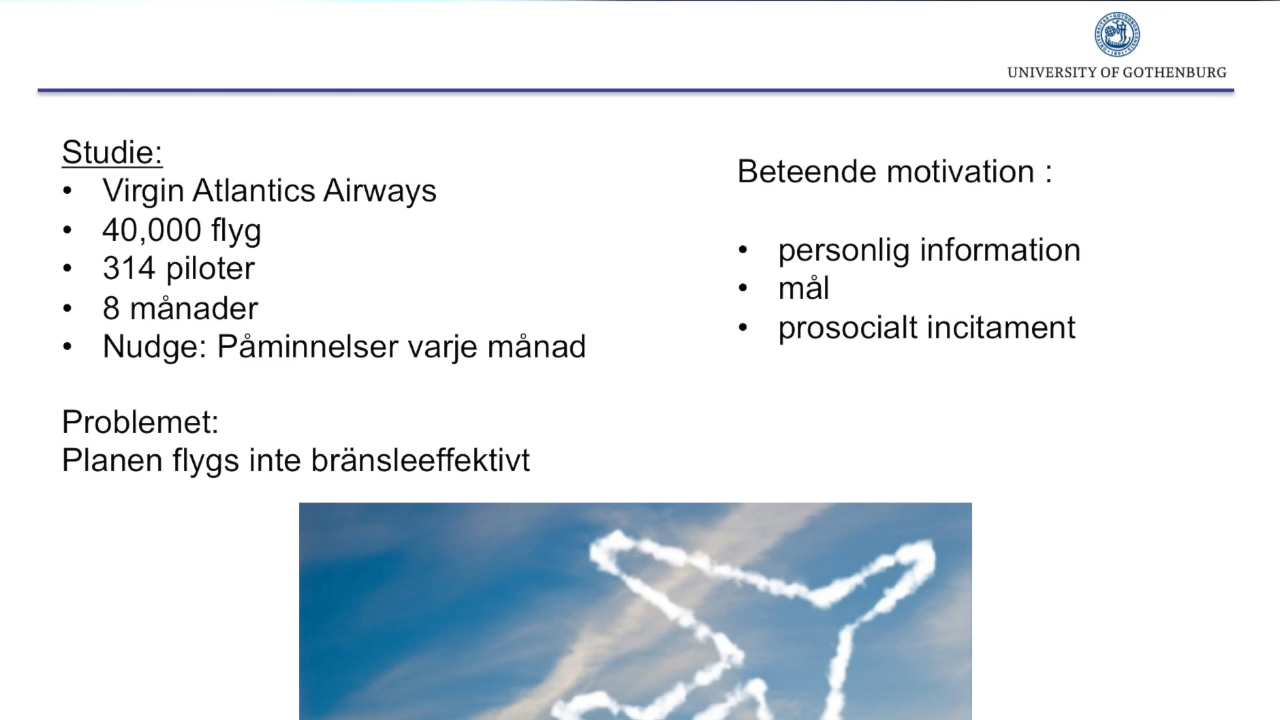 UNIVERSITY OF GOTHENBURG
Studie:
• Virgin Atlantics Airways
• 40,000 flyg
• 314 piloter
• 8 månader
• Nudge: Påminnelser varje månad
Problemet:
Planen flygs inte bränsleeffektivt
Beteende motivation :
• personlig information
• mål
• prosocialt incitament